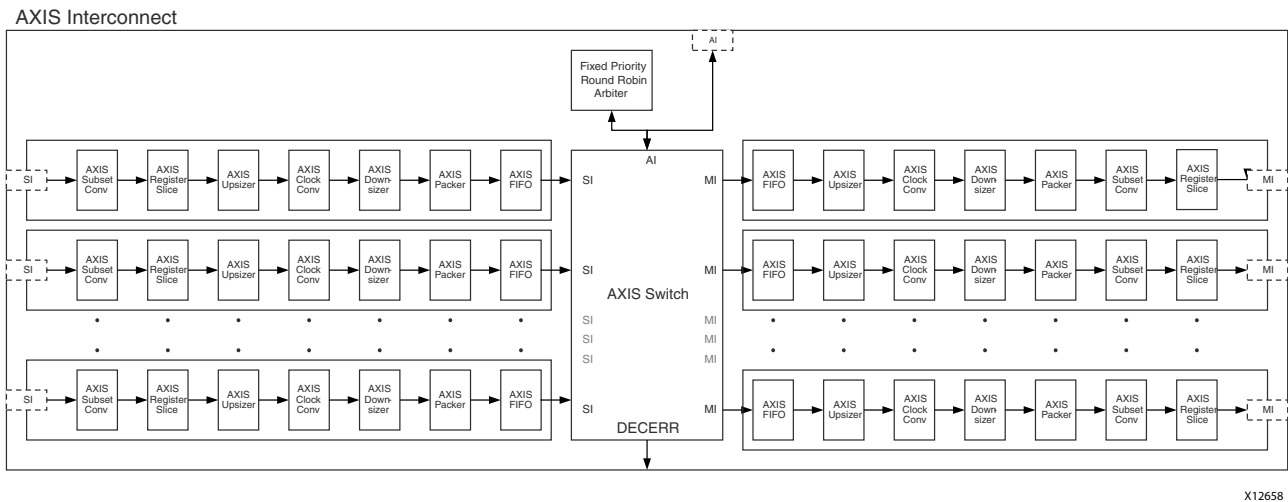 AXIS Interconnect
AI
Fixed Priority
Round Robin
Arbiter
AI
SI
AXIS
Subset
Conv
AXIS
Register
Slice
AXIS
Upsizer
AXIS
Clock
Conv
AXIS
Down-
sizer
AXIS
Packer
AXIS
FIFO
SI
MI
AXIS
FIFO
AXIS
Upsizer
AXIS
Clock
Conv
AXIS
Down-
sizer
AXIS
Packer
AXIS
Subset
Conv
AXIS
Register
Slice
MI
SI
AXIS
Subset
Conv
AXIS
Register
Slice
AXIS
Upsizer
AXIS
Clock
Conv
AXIS
Down-
sizer
AXIS
Packer
AXIS
FIFO
SI
MI
AXIS
FIFO
AXIS
Upsizer
AXIS
Clock
Conv
AXIS
Down-
sizer
AXIS
Packer
AXIS
Subset
Conv
AXIS
Register
Slice
MI
AXIS Switch
SI
MI
SI
MI
SI
MI
SI
AXIS
Subset
Conv
AXIS
Register
Slice
AXIS
Upsizer
AXIS
Clock
Conv
AXIS
Down-
sizer
AXIS
Packer
AXIS
FIFO
SI
MI
AXIS
FIFO
AXIS
Upsizer
AXIS
Clock
Conv
AXIS
Down-
sizer
AXIS
Packer
AXIS
Subset
Conv
AXIS
Register
Slice
MI
DECERR
X12658